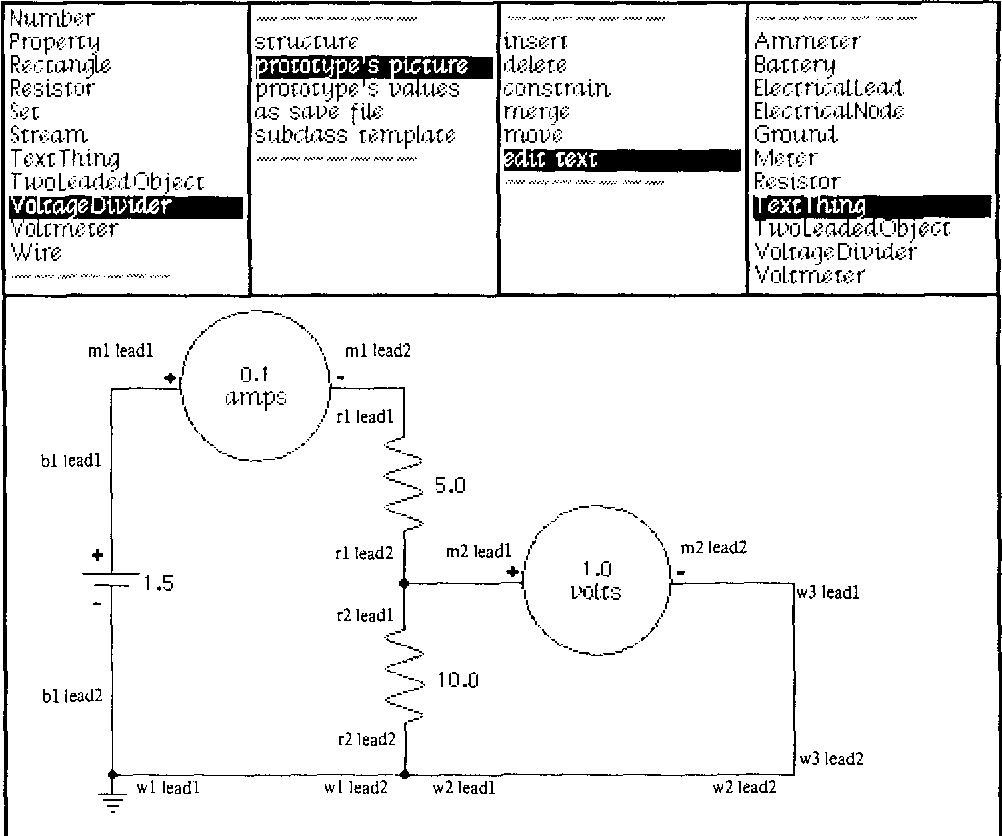 Number
Property
Rectangle
Resistor
Set
Stream
TextThing
TwoLeadedObject
VoltageDivider
Voltmeter
Wire
structure
prototype's picture
prototype's values
as save file
subclass template
insert
delete
constrain
merge
move
edit text
Ammeter
Battery
ElectricalLead
ElectricalNode
Ground
Meter
Resistor
TextThing
TwoLeadedObject
VoltageDivider
Voltmeter
m1 lead1
m1 lead2
+
-
0.1
amps
r1 lead1
b1 lead1
5.0
r1 lead2
m2 lead1
m2 lead2
+
+
-
1.5
1.0
volts
-
w3 lead1
r2 lead1
b1 lead2
10.0
r2 lead2
w3 lead2
w1 lead1
w1 lead2
w2 lead1
w2 lead2